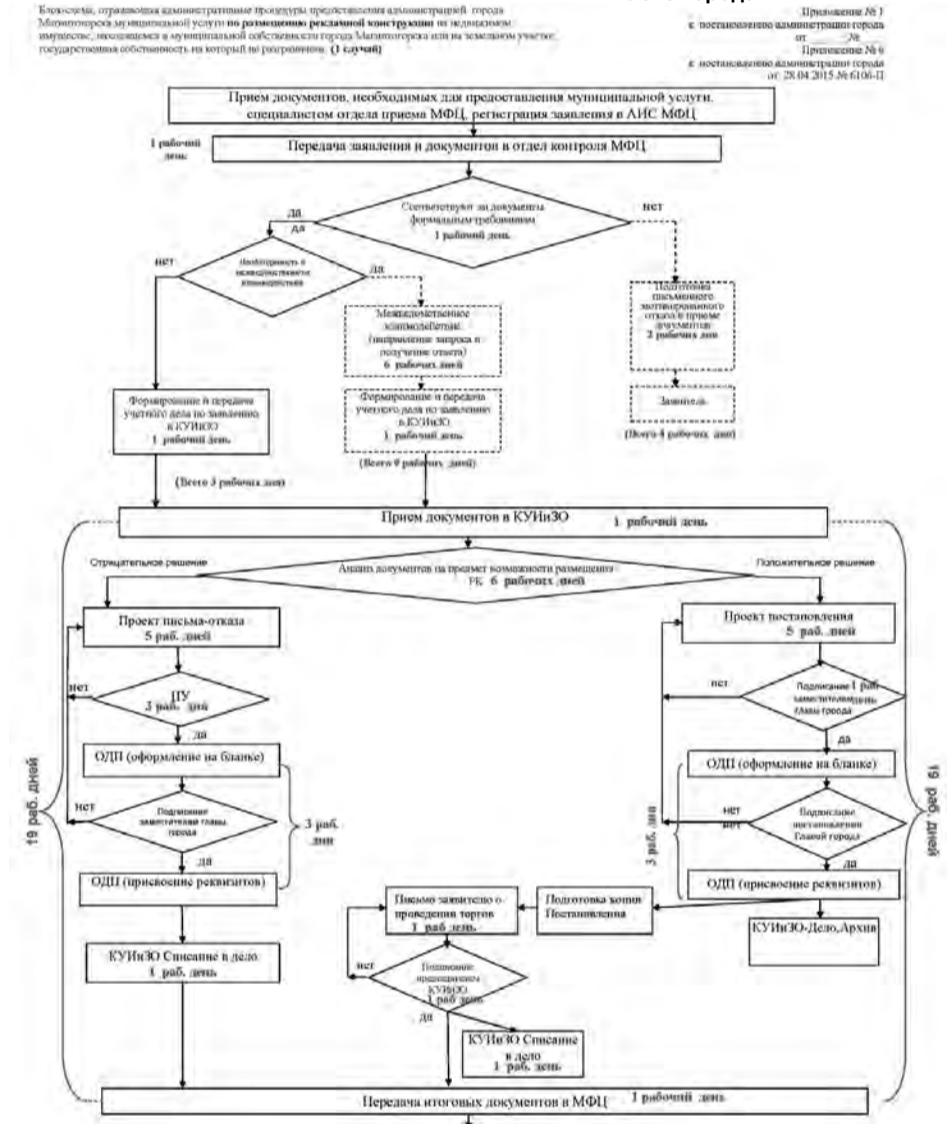 Блок-схема, отражающая административные процедуры предоставления администрацией города
Магнитогорска муниципальной услуги по размещению рекламной конструкции на недвижимом
имуществе, находящемся в муниципальной собственности города Магнитогорска или на земельном участке,
государственная собственность на который не разграничена. (1 случай)
Приложение № 1
к постановлению администрации города
от ______ № ____
Приложение № 6
к постановлению администрации города
от 28.04.2015 № 6106-П
Прием документов, необходимых для предоставления муниципальной услуги,
специалистом отдела приема МФЦ, регистрация заявления в АИС МФЦ
1 рабочий
день
Передача заявления и документов в отдел контроля МФЦ
Соответствуют ли документы
формальным требованиям
1 рабочий день
да
да
нет
Необходимость в
межведомственном
взаимодействии
нет
да
Межведомственное
взаимодействие
(направление запроса и
получение ответа)
6 рабочих дней
Подготовка
письменного
мотивированного
отказа в приеме
документов
2 рабочих дня
Формирование и передача
учетного дела по заявлению
в КУИиЗО
1 рабочий день
Формирование и передача
учетного дела по заявлению
в КУИиЗО
1 рабочий день
Заявитель
(Всего 4 рабочих дня)
(Всего 9 рабочих дней)
(Всего 3 рабочих дня)
Прием документов в КУИиЗО 1 рабочий день
Отрицательное решение
Анализ документов на предмет возможности размещения
РК 6 рабочих дней
Положительное решение
Проект письма-отказа
5 раб. дней
Проект постановления
5 раб. дней
нет
ПУ
3 раб. дня
да
нет
Подписание 1 раб
заместителем день
Главы города
да
ОДП (оформление на бланке)
ОДП (оформление на бланке)
19 раб. дней
19 раб. дней
нет
Подписание
заместителем главы
города
3 раб.
дня
да
3 раб. дня
нет
нет
Подписание
постановления
Главой города
да
ОДП (присвоение реквизитов)
ОДП (присвоение реквизитов)
Письмо заявителю о
проведении торгов
1 раб день
Подготовка копии
Постановления
КУИиЗО-Дело,Архив
КУИиЗО Списание в дело
1 раб. день
нет
Подписание
председателем
КУИиЗО
1 раб день
да
КУИиЗО Списание
в дело
1 раб. день
Передача итоговых документов в МФЦ 1 рабочий день